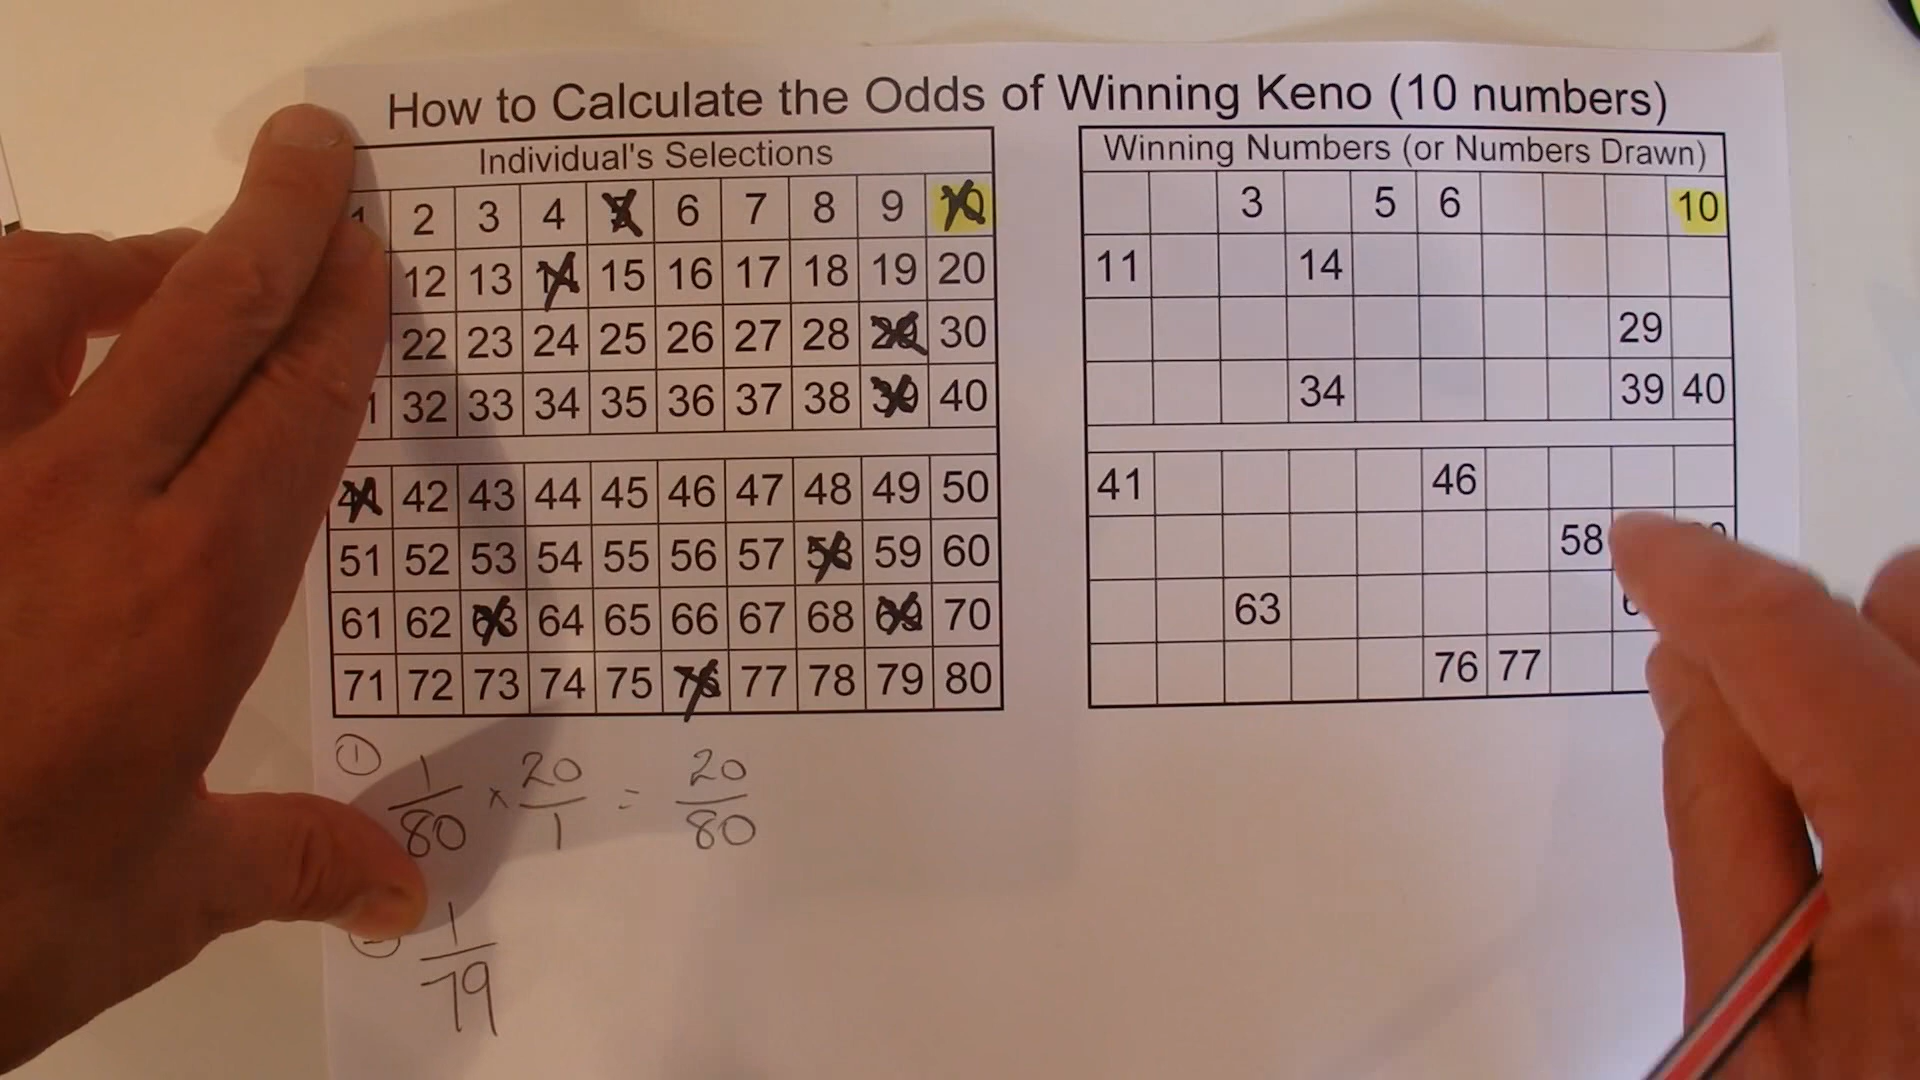 How to Calculate the Odds of Winning Keno (10 numbers)
Individual's Selections
1 2 3 4 5 6 7 8 9 10
12 13 14 15 16 17 18 19 20
22 23 24 25 26 27 28 29 30
32 33 34 35 36 37 38 39 40
41 42 43 44 45 46 47 48 49 50
51 52 53 54 55 56 57 58 59 60
61 62 63 64 65 66 67 68 69 70
71 72 73 74 75 76 77 78 79 80
Winning Numbers (or Numbers Drawn)
3 5 6 10
11 14
29
34 39 40
41 46
58
63
76 77
① 1/80 × 20/1 = 20/80
1/79